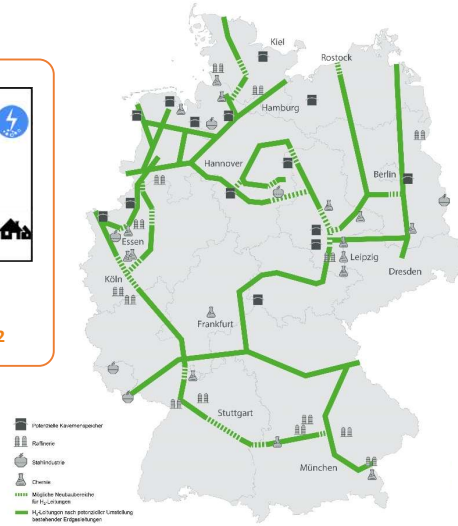 Kiel
Rostock
Hamburg
Hannover
Berlin
Essen
Leipzig
Köln
Dresden
2
Frankfurt
Stuttgart
München
Potenzielle Kavernenspeicher
Raffinerie
Stahlindustrie
Chemie
Mögliche Neubaubereiche
für H₂-Leitungen
H₂-Leitungen nach potenzieller Umstellung
bestehender Erdgasleitungen